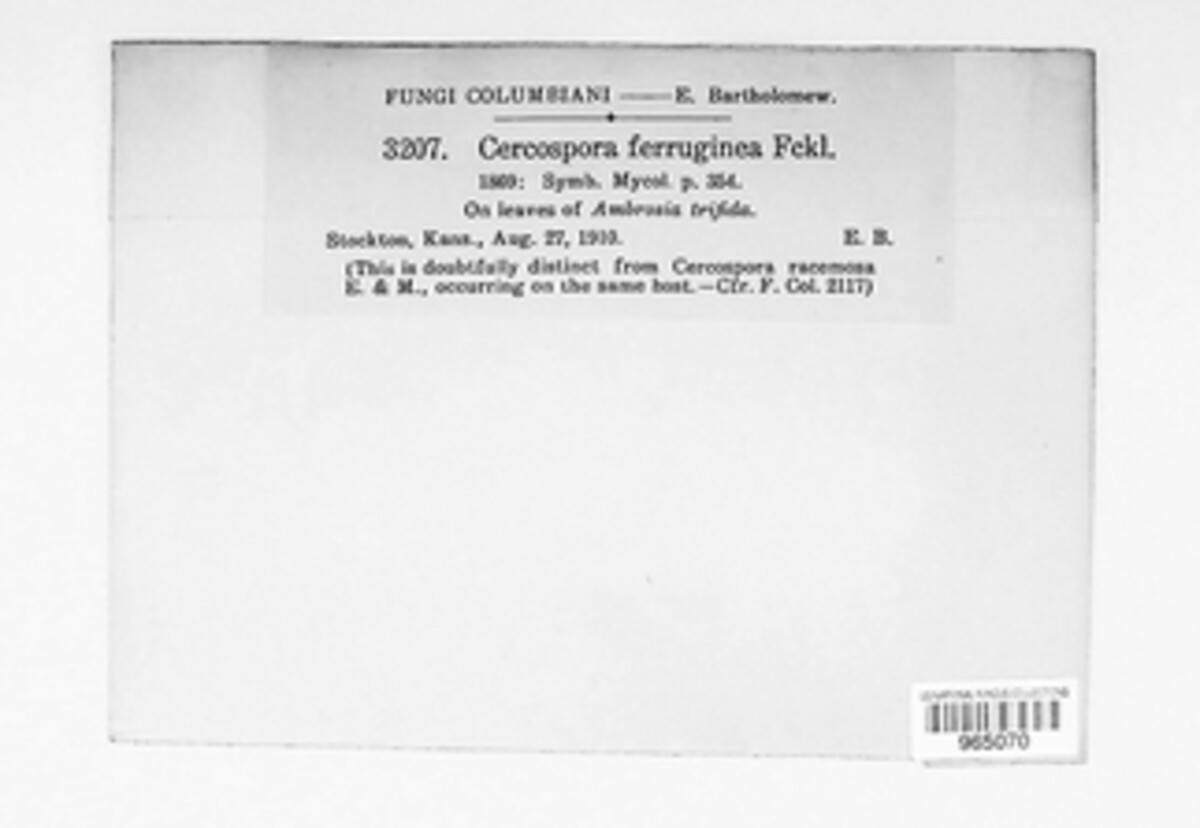 FUNGI COLUMBIANI — E. Bartholomew.
3207. Cercospora ferruginea Fckl.
1869: Symb. Mycol. p. 354.
On leaves of Ambrosia trifida.
Stockton, Kans., Aug. 27, 1910. E. B.
(This is doubtfully distinct from Cercospora racemosa
E. & M., occurring on the same host.—Cfr. F. Col. 2117)
965070